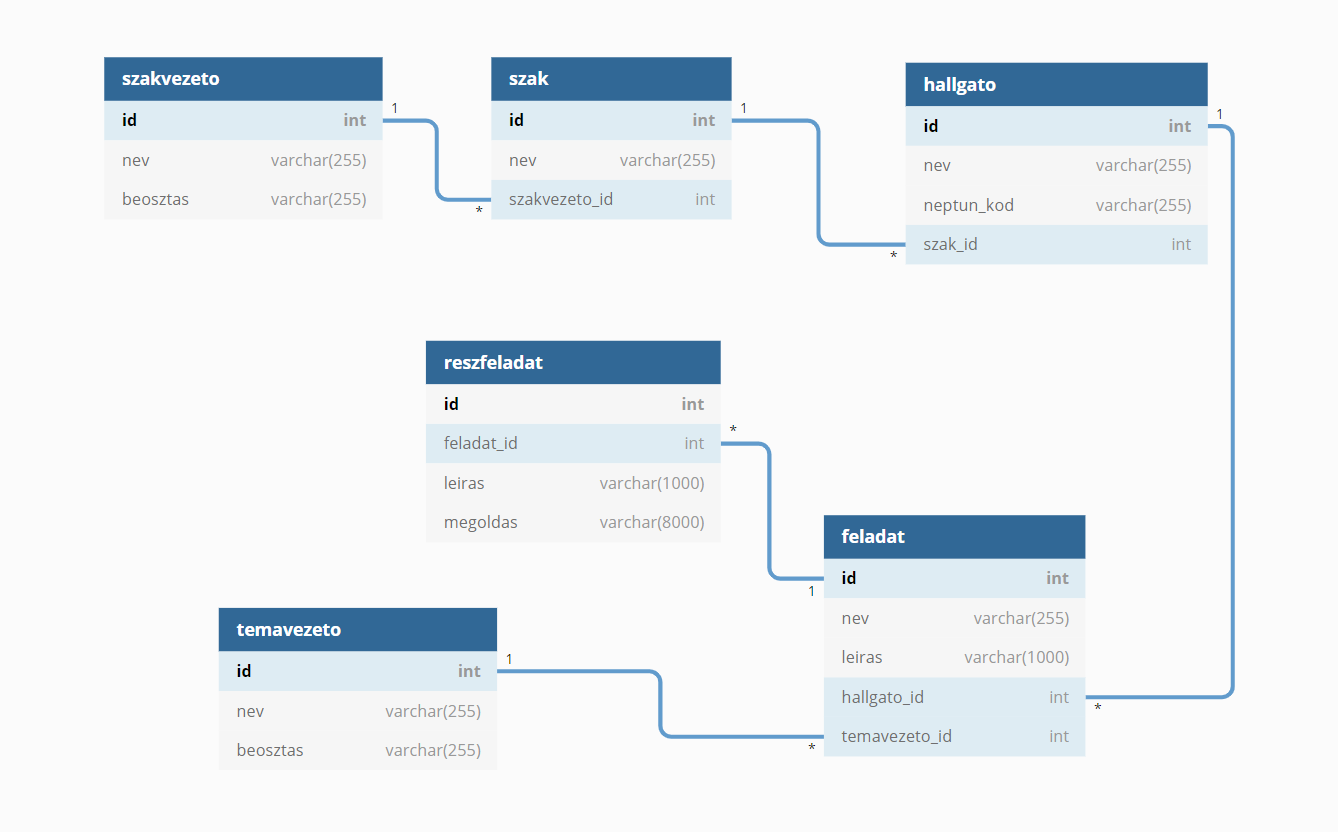 szakvezeto
id int
nev varchar(255)
beosztas varchar(255)
1
*
szak
id int
nev varchar(255)
szakvezeto_id int
1
*
hallgato
id int
nev varchar(255)
neptun_kod varchar(255)
szak_id int
1
*
reszfeladat
id int
feladat_id int
leiras varchar(1000)
megoldas varchar(8000)
*
1
feladat
id int
nev varchar(255)
leiras varchar(1000)
hallgato_id int
temavezeto_id int
temavezeto
id int
nev varchar(255)
beosztas varchar(255)
1
*